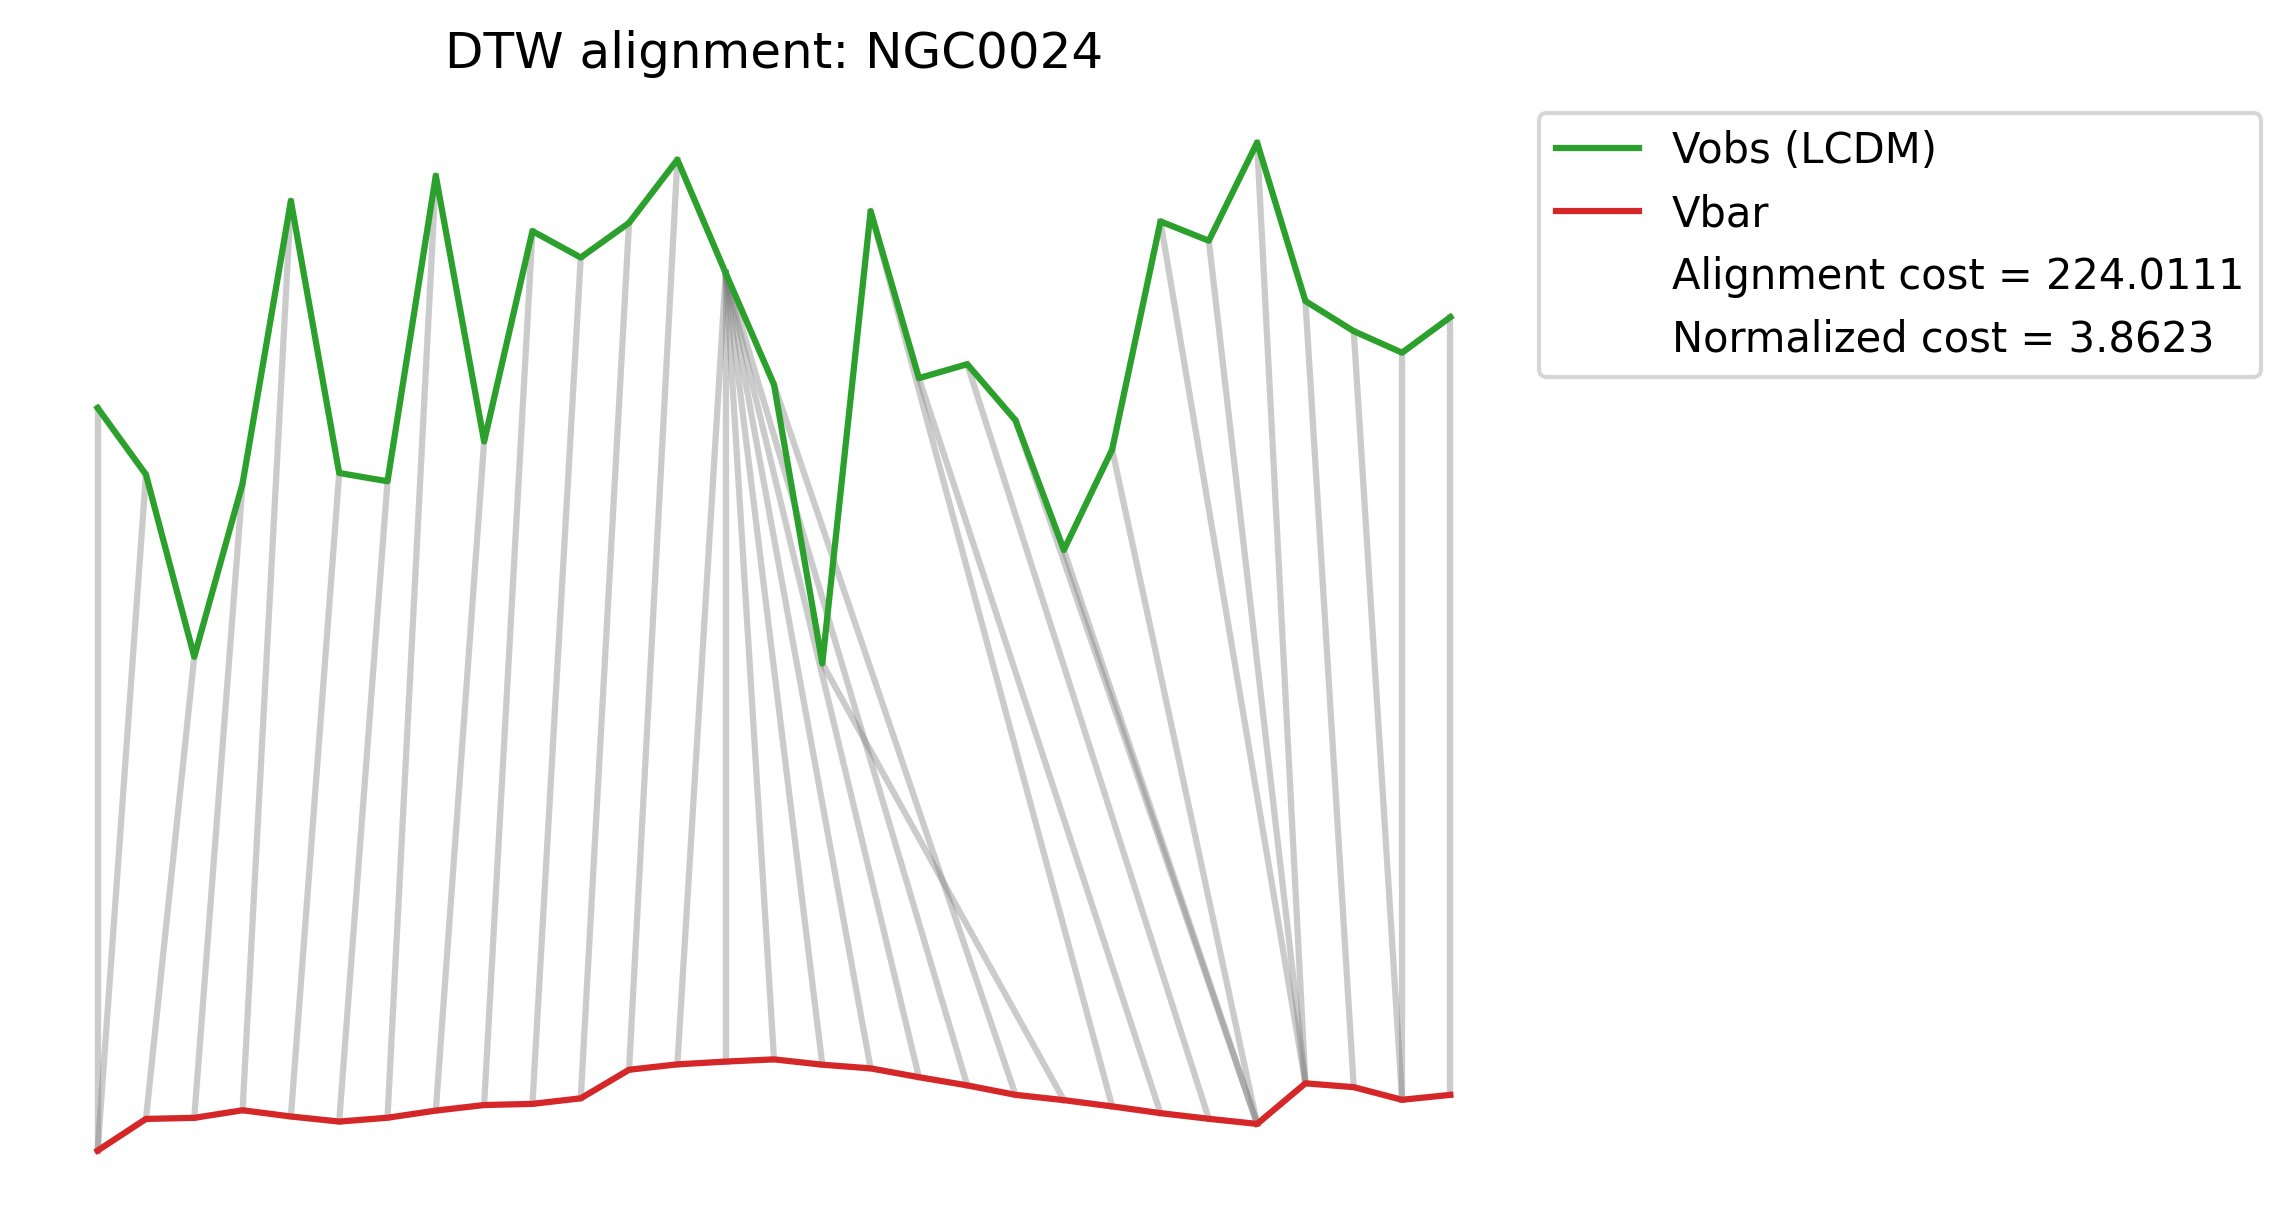 DTW alignment: NGC0024
Vobs (LCDM)
Vbar
Alignment cost = 224.0111
Normalized cost = 3.8623